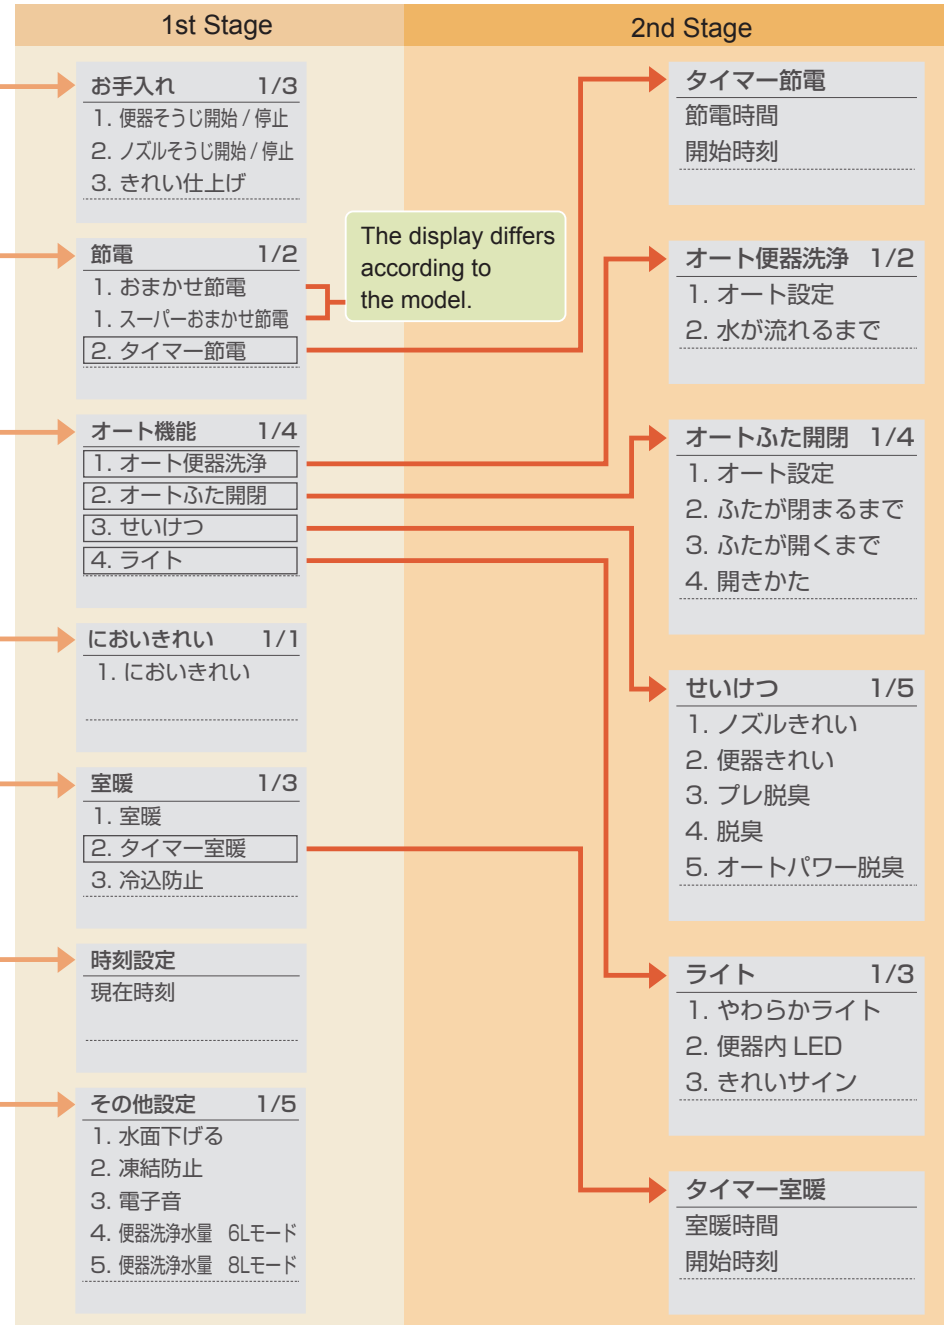 1st Stage
お手入れ 1/3
1. 便器そうじ開始 / 停止
2. ノズルそうじ開始 / 停止
3. きれい仕上げ
節電 1/2
1. おまかせ節電
1. スーパーおまかせ節電
2. タイマー節電
The display differs
according to
the model.
オート機能 1/4
1. オート便器洗浄
2. オートふた開閉
3. せいけつ
4. ライト
においきれい 1/1
1. においきれい
室暖 1/3
1. 室暖
2. タイマー室暖
3. 冷込防止
時刻設定
現在時刻
その他設定 1/5
1. 水面下げる
2. 凍結防止
3. 電子音
4. 便器洗浄水量 6Lモード
5. 便器洗浄水量 8Lモード
2nd Stage
タイマー節電
節電時間
開始時刻
オート便器洗浄 1/2
1. オート設定
2. 水が流れるまで
オートふた開閉 1/4
1. オート設定
2. ふたが閉まるまで
3. ふたが開くまで
4. 開きかた
せいけつ 1/5
1. ノズルきれい
2. 便器きれい
3. プレ脱臭
4. 脱臭
5. オートパワー脱臭
ライト 1/3
1. やわらかライト
2. 便器内 LED
3. きれいサイン
タイマー室暖
室暖時間
開始時刻